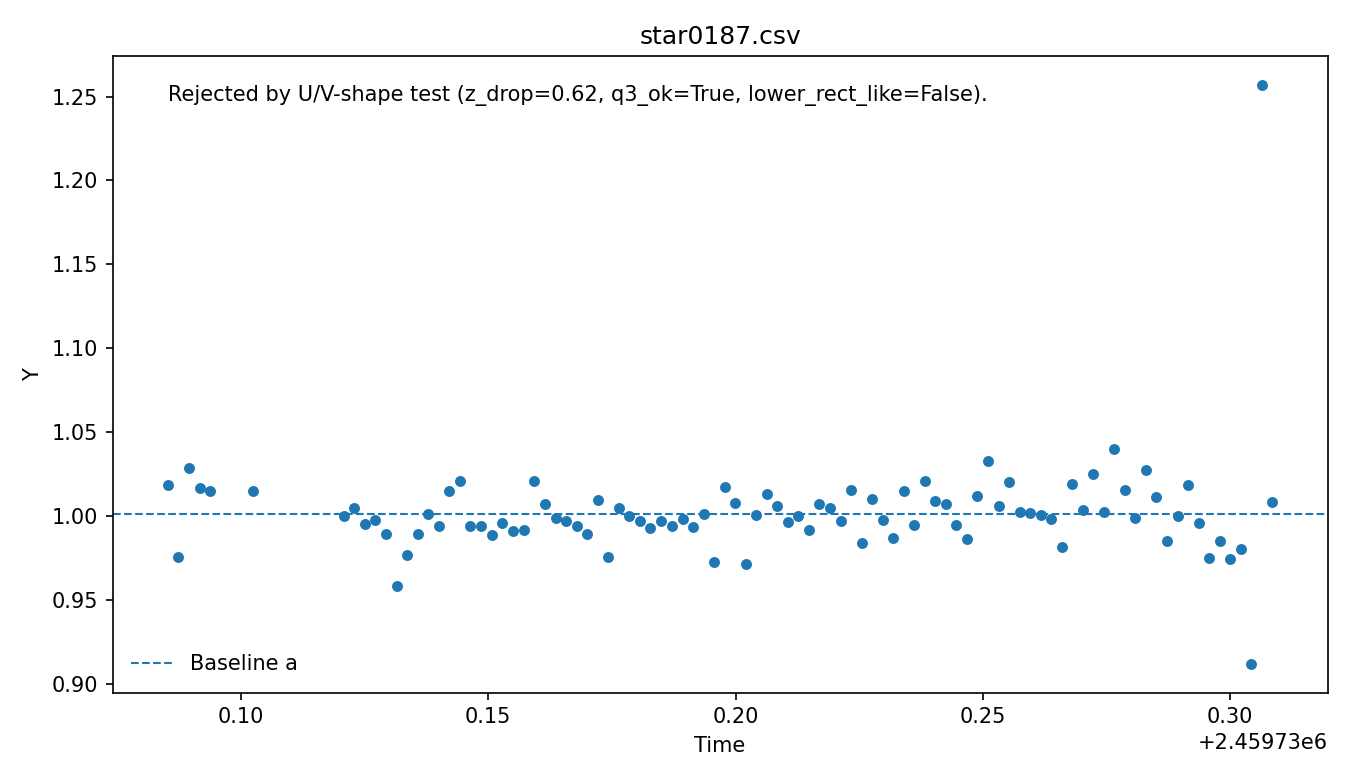 star0187.csv
Rejected by U/V-shape test (z_drop=0.62, q3_ok=True, lower_rect_like=False).
1.25
1.20
1.15
1.10
1.05
1.00
0.95
0.90
Y
Baseline a
0.10
0.15
0.20
0.25
0.30
Time
+2.45973e6